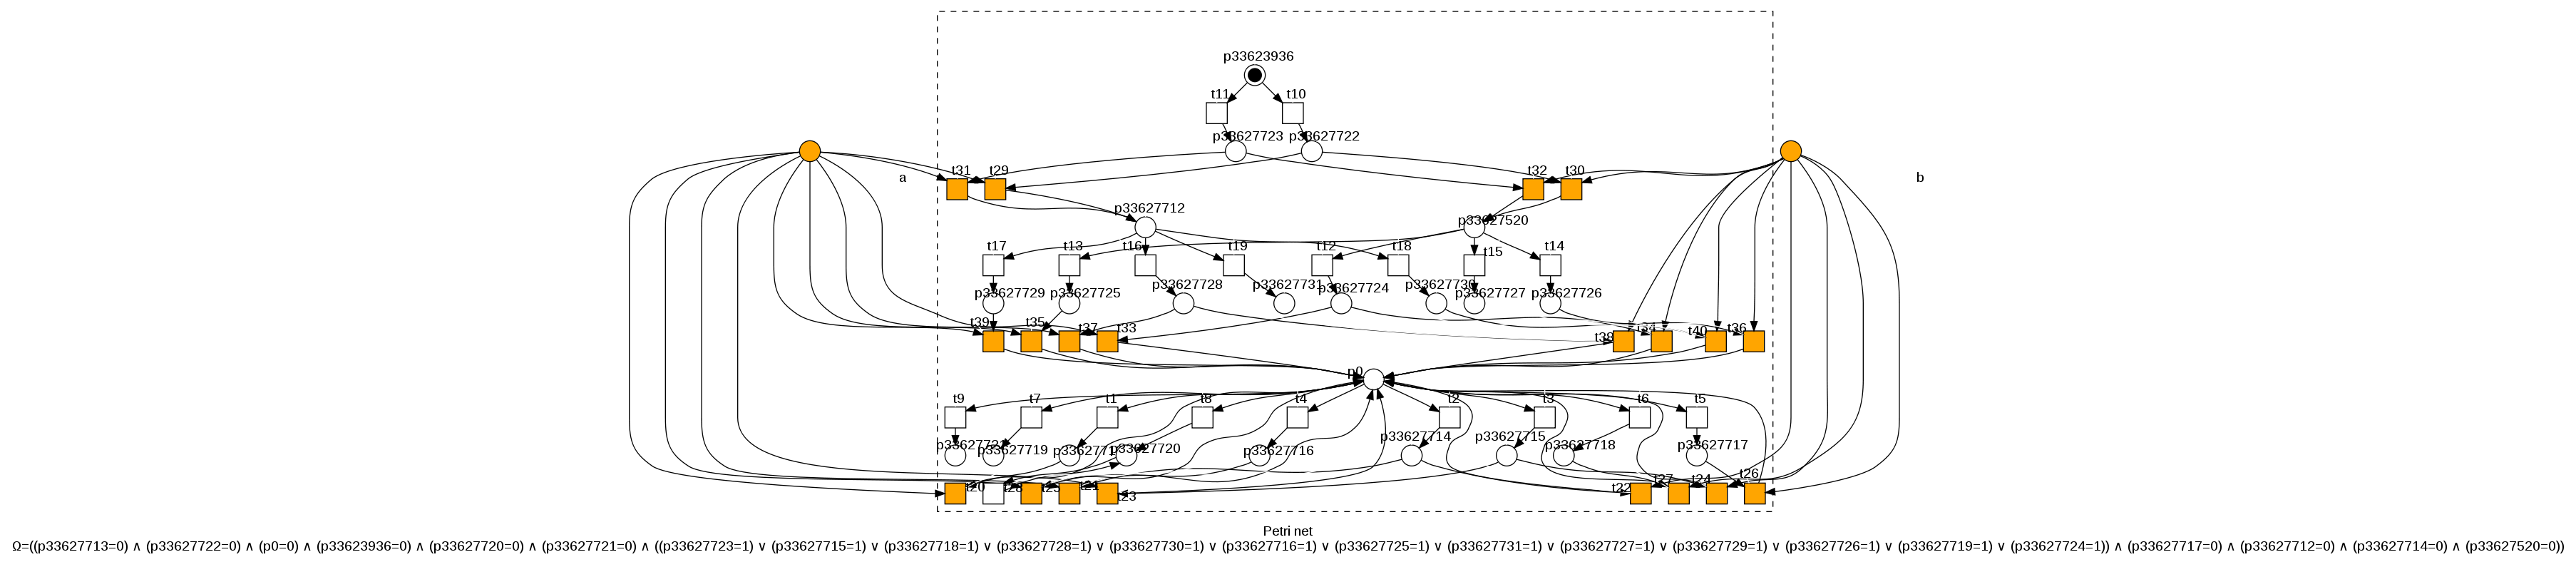 p33623936
t11 t10
p33627723 p33627722
t31 t29 t32 t30
a b
p33627712 p33627520
t17 t13 t16 t19 t12 t18 t15 t14
p33627729 p33627725 p33627728 p33627731 p33627724 p33627730 p33627727 p33627726
t39 t35 t37 t33 t38 t34 t40 t36
p0
t9 t7 t1 t8 t4 t2 t3 t6 t5
p33627721 p33627719 p33627720 p33627716 p33627714 p33627715 p33627718 p33627717
t20 t28 t25 t21 t23 t22 t27 t24 t26
Petri net
Ω=((p33627713=0) ∧ (p33627722=0) ∧ (p0=0) ∧ (p33623936=0) ∧ (p33627720=0) ∧ (p33627721=0) ∧ ((p33627723=1) ∨ (p33627715=1) ∨ (p33627718=1) ∨ (p33627728=1) ∨ (p33627730=1) ∨ (p33627716=1) ∨ (p33627725=1) ∨ (p33627731=1) ∨ (p33627727=1) ∨ (p33627729=1) ∨ (p33627726=1) ∨ (p33627719=1) ∨ (p33627724=1)) ∧ (p33627717=0) ∧ (p33627712=0) ∧ (p33627714=0) ∧ (p33627520=0))